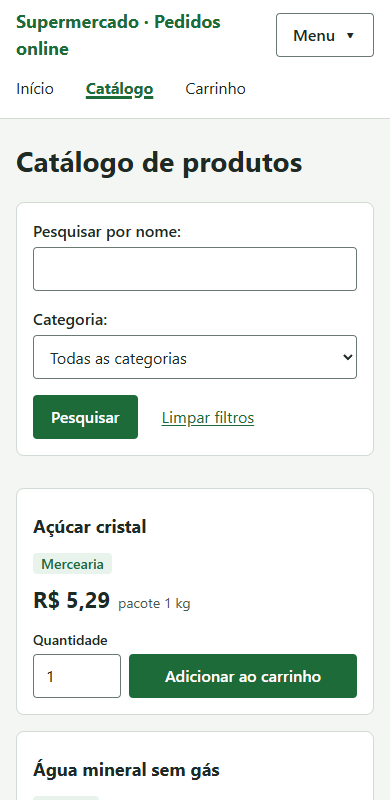 Supermercado · Pedidos
online
Menu ▼
Início Catálogo Carrinho
Catálogo de produtos
Pesquisar por nome:
Categoria:
Todas as categorias
Pesquisar Limpar filtros
Açúcar cristal
Mercearia
R$ 5,29 pacote 1 kg
Quantidade
1 Adicionar ao carrinho
Água mineral sem gás